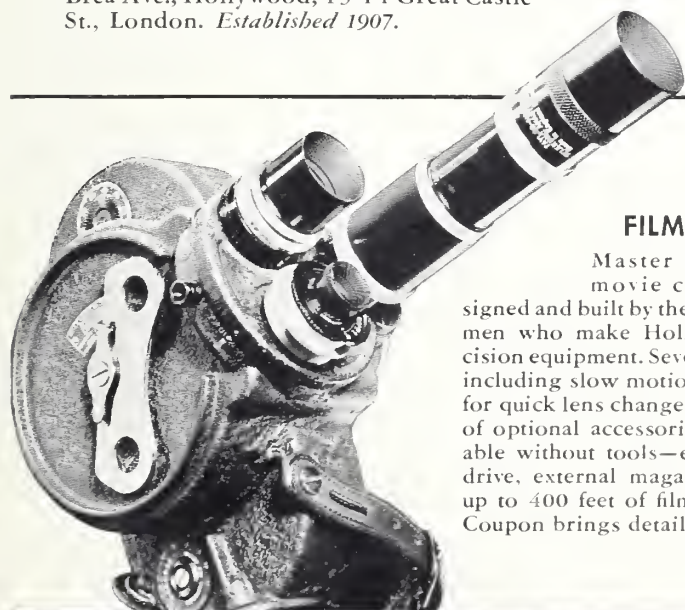 Brea Ave., Hollywood; 13-14 Great Castle
St., London. Established 1907.
FILM
Master
movie c
signed and built by the
men who make Hol
cision equipment. Seve
including slow motio
for quick lens change
of optional accessori
able without tools—e
drive, external maga
up to 400 feet of film
Coupon brings detail